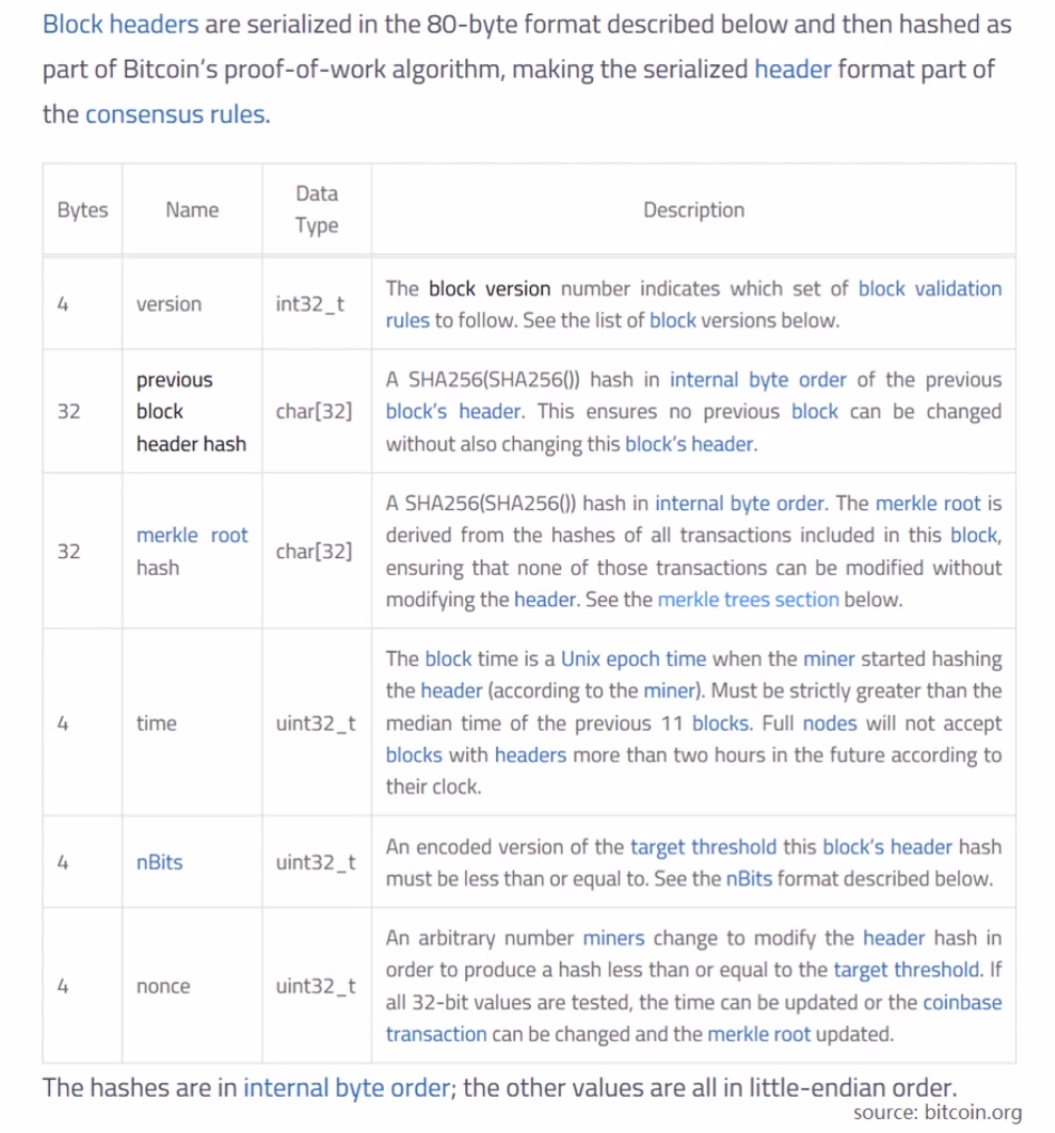 Block headers are serialized in the 80-byte format described below and then hashed as
part of Bitcoin's proof-of-work algorithm, making the serialized header format part of
the consensus rules.
Bytes
Name
Data
Type
Description
4
version
int32_t
The block version number indicates which set of block validation
rules to follow. See the list of block versions below.
32
previous
block
header hash
char[32]
A SHA256(SHA256()) hash in internal byte order of the previous
block's header. This ensures no previous block can be changed
without also changing this block's header.
32
merkle root
hash
char[32]
A SHA256(SHA256()) hash in internal byte order. The merkle root is
derived from the hashes of all transactions included in this block,
ensuring that none of those transactions can be modified without
modifying the header. See the merkle trees section below.
4
time
uint32_t
The block time is a Unix epoch time when the miner started hashing
the header (according to the miner). Must be strictly greater than the
median time of the previous 11 blocks. Full nodes will not accept
blocks with headers more than two hours in the future according to
their clock.
4
nBits
uint32_t
An encoded version of the target threshold this block's header hash
must be less than or equal to. See the nBits format described below.
4
nonce
uint32_t
An arbitrary number miners change to modify the header hash in
order to produce a hash less than or equal to the target threshold. If
all 32-bit values are tested, the time can be updated or the coinbase
transaction can be changed and the merkle root updated.
The hashes are in internal byte order; the other values are all in little-endian order.
source: bitcoin.org